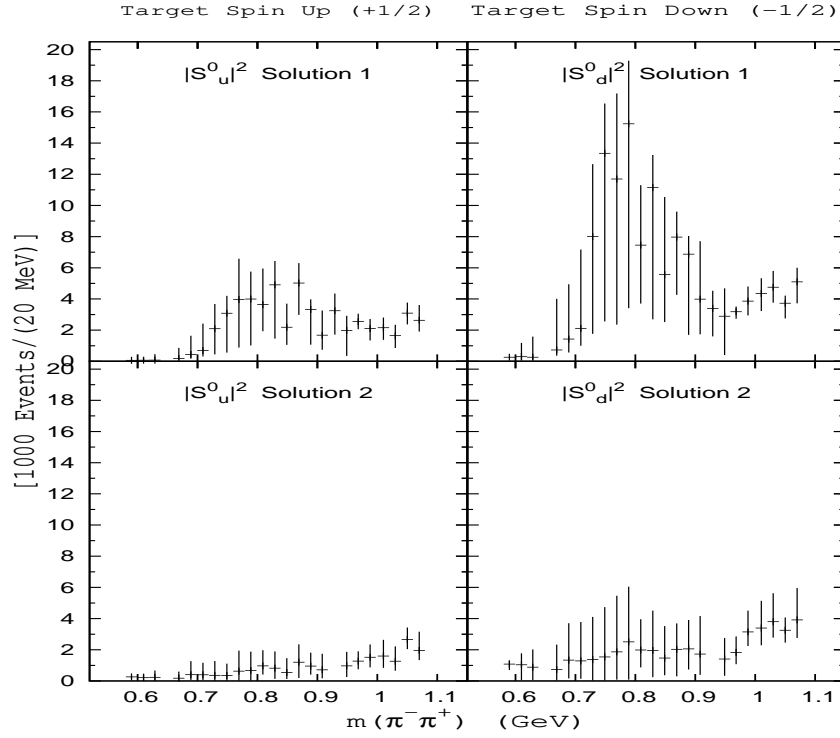 Target Spin Up (+1/2) Target Spin Down (−1/2)
|S⁰ᵤ|² Solution 1
|S⁰_d|² Solution 1
20
18
16
14
12
10
8
6
4
2
0
[1000 Events/(20 MeV)]
|S⁰ᵤ|² Solution 2
|S⁰_d|² Solution 2
20
18
16
14
12
10
8
6
4
2
0
0.6 0.7 0.8 0.9 1 1.1 0.6 0.7 0.8 0.9 1 1.1
m(π⁻π⁺) (GeV)